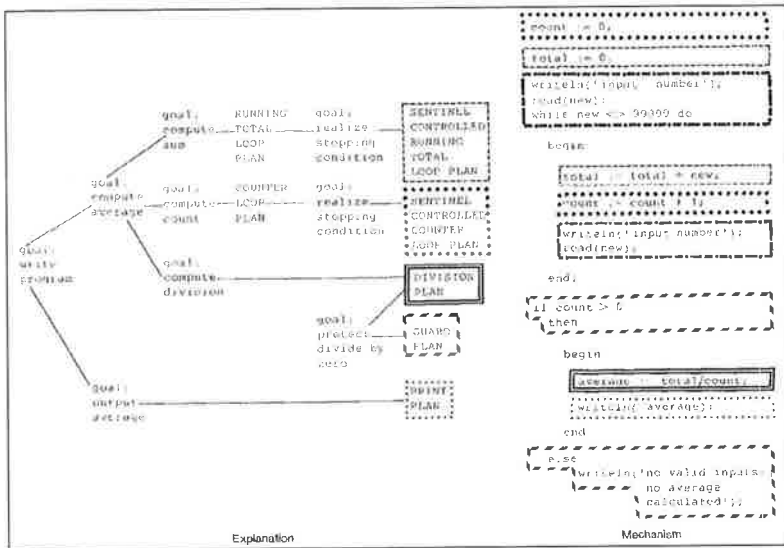 count := 0;
total := 0;
writeln('input number');
read(new);
while new <> 99999 do
begin
total := total + new;
count := count + 1;
writeln('input number');
read(new);
end;
if count > 0
then
begin
average := total/count;
writeln( average);
end
else
writeln('no valid inputs
no average
calculated');
goal:
write
program
goal:
compute
average
goal:
compute
sum
RUNNING
TOTAL
LOOP
PLAN
goal:
realize
stopping
condition
SENTINEL
CONTROLLED
RUNNING
TOTAL
LOOP PLAN
goal:
compute
count
COUNTER
LOOP
PLAN
goal:
realize
stopping
condition
SENTINEL
CONTROLLED
COUNTER
LOOP PLAN
goal:
compute
division
DIVISION
PLAN
goal:
protect
divide by
zero
GUARD
PLAN
goal:
output
average
PRINT
PLAN
Explanation
Mechanism